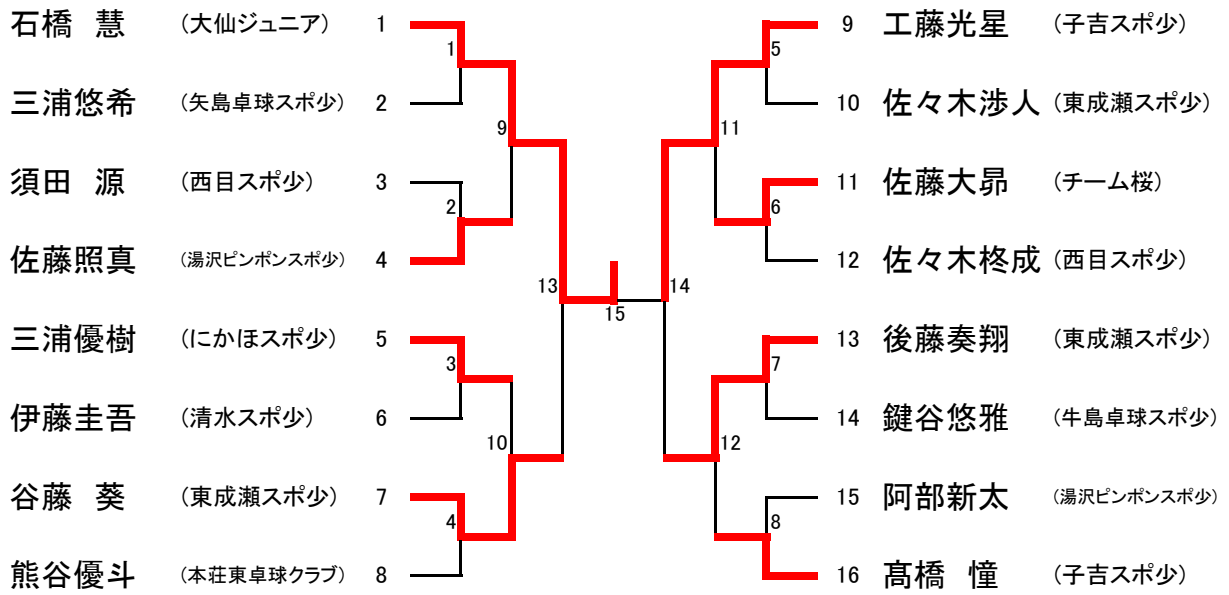 石橋 慧 (大仙ジュニア) 1
三浦悠希 (矢島卓球スポ少) 2
須田 源 (西目スポ少) 3
佐藤照真 (湯沢ピンポンスポ少) 4
三浦優樹 (にかほスポ少) 5
伊藤圭吾 (清水スポ少) 6
谷藤 葵 (東成瀬スポ少) 7
熊谷優斗 (本荘東卓球クラブ) 8
1
2
3
4
9
10
13
15
14
11
12
5
6
7
8
9 工藤光星 (子吉スポ少)
10 佐々木渉人 (東成瀬スポ少)
11 佐藤大昴 (チーム桜)
12 佐々木柊成 (西目スポ少)
13 後藤奏翔 (東成瀬スポ少)
14 鍵谷悠雅 (牛島卓球スポ少)
15 阿部新太 (湯沢ピンポンスポ少)
16 髙橋 憧 (子吉スポ少)